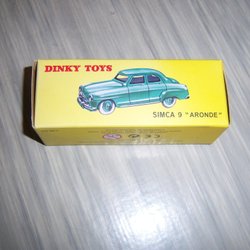 DINKY TOYS
SIMCA 9 "ARONDE"